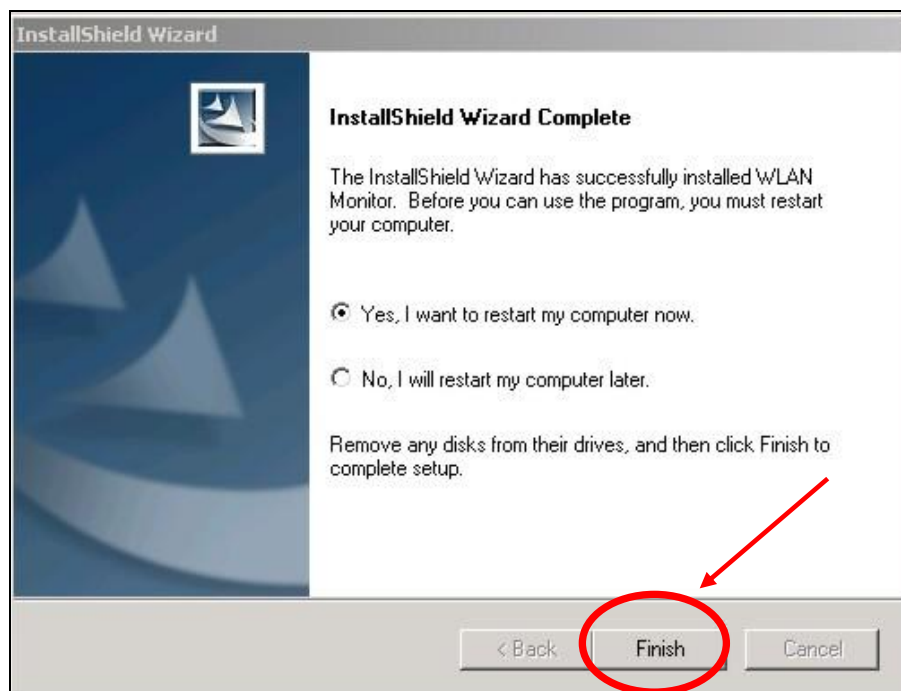 InstallShield Wizard
InstallShield Wizard Complete
The InstallShield Wizard has successfully installed WLAN
Monitor. Before you can use the program, you must restart
your computer.
Yes, I want to restart my computer now.
No, I will restart my computer later.
Remove any disks from their drives, and then click Finish to
complete setup.
< Back Finish Cancel